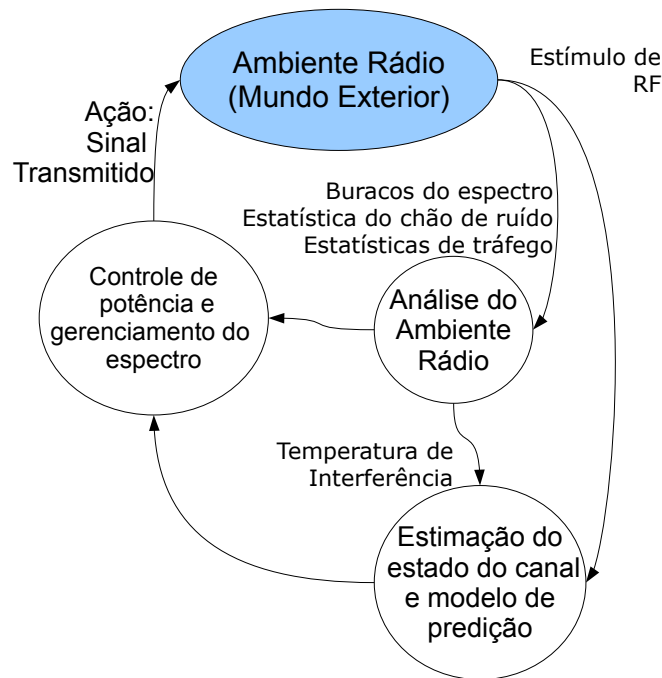 Ambiente Rádio
(Mundo Exterior)
Estímulo de
RF
Ação:
Sinal
Transmitido
Buracos do espectro
Estatística do chão de ruído
Estatísticas de tráfego
Controle de
potência e
gerenciamento do
espectro
Análise do
Ambiente
Rádio
Temperatura de
Interferência
Estimação do
estado do canal
e modelo de
predição